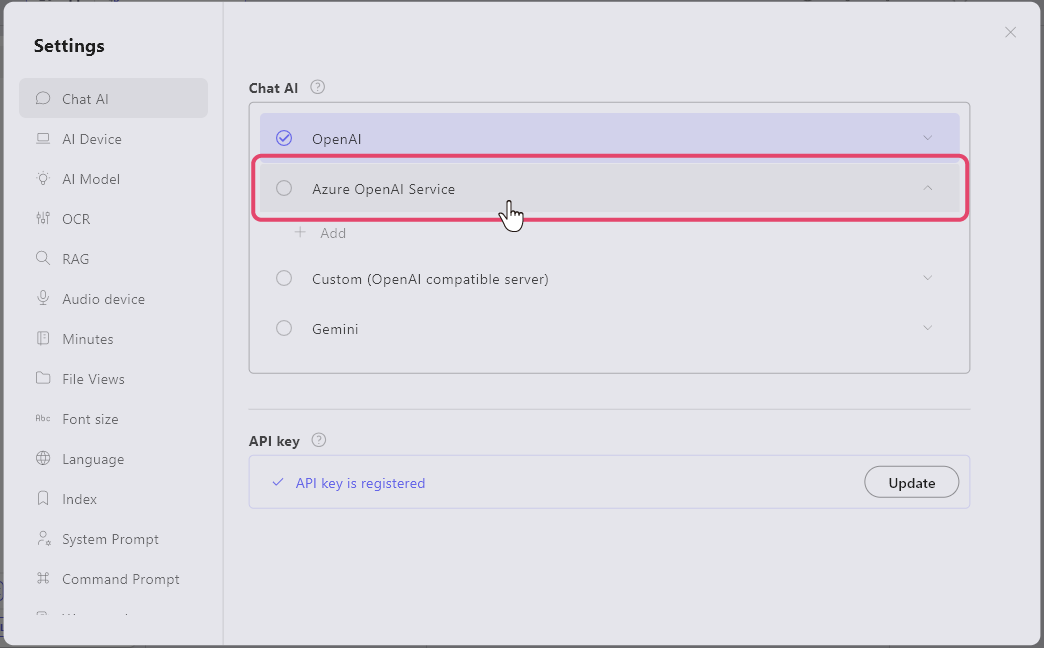 Settings
Chat AI
AI Device
AI Model
OCR
RAG
Audio device
Minutes
File Views
Abc Font size
Language
Index
System Prompt
Command Prompt
Chat AI ?
OpenAI
Azure OpenAI Service
+ Add
Custom (OpenAI compatible server)
Gemini
API key ?
API key is registered
Update